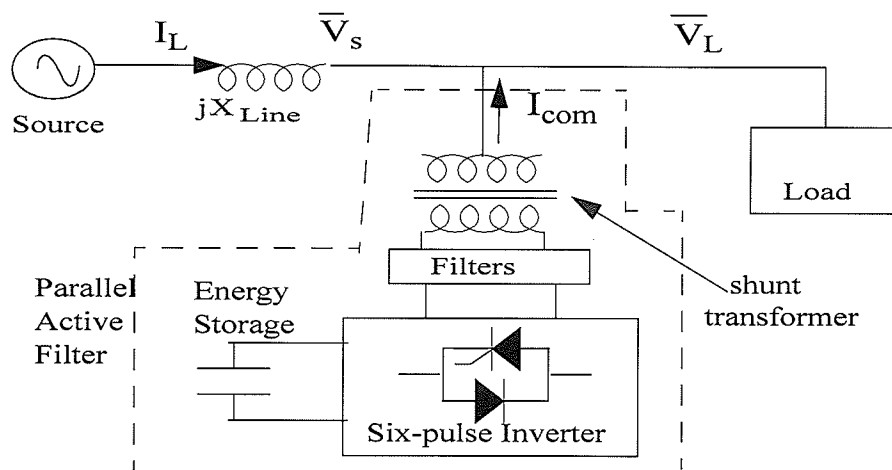 I_L
V̅_s
V̅_L
jX_Line
Source
I_com
Load
Filters
shunt
transformer
Parallel
Active
Filter
Energy
Storage
Six-pulse Inverter